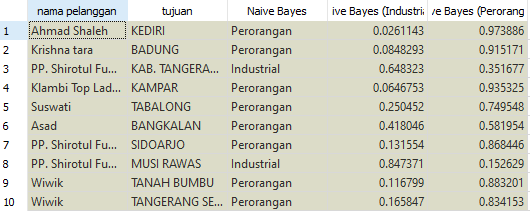 nama pelanggan tujuan Naive Bayes ive Bayes (Industria ve Bayes (Perorang
1 Ahmad Shaleh KEDIRI Perorangan 0.0261143 0.973886
2 Krishna tara BADUNG Perorangan 0.0848293 0.915171
3 PP. Shirotul Fu... KAB. TANGERA... Industrial 0.648323 0.351677
4 Klambi Top Lad... KAMPAR Perorangan 0.0646753 0.935325
5 Suswati TABALONG Perorangan 0.250452 0.749548
6 Asad BANGKALAN Perorangan 0.418046 0.581954
7 PP. Shirotul Fu... SIDOARJO Perorangan 0.131554 0.868446
8 PP. Shirotul Fu... MUSI RAWAS Industrial 0.847371 0.152629
9 Wiwik TANAH BUMBU Perorangan 0.116799 0.883201
10 Wiwik TANGERANG SE... Perorangan 0.165847 0.834153